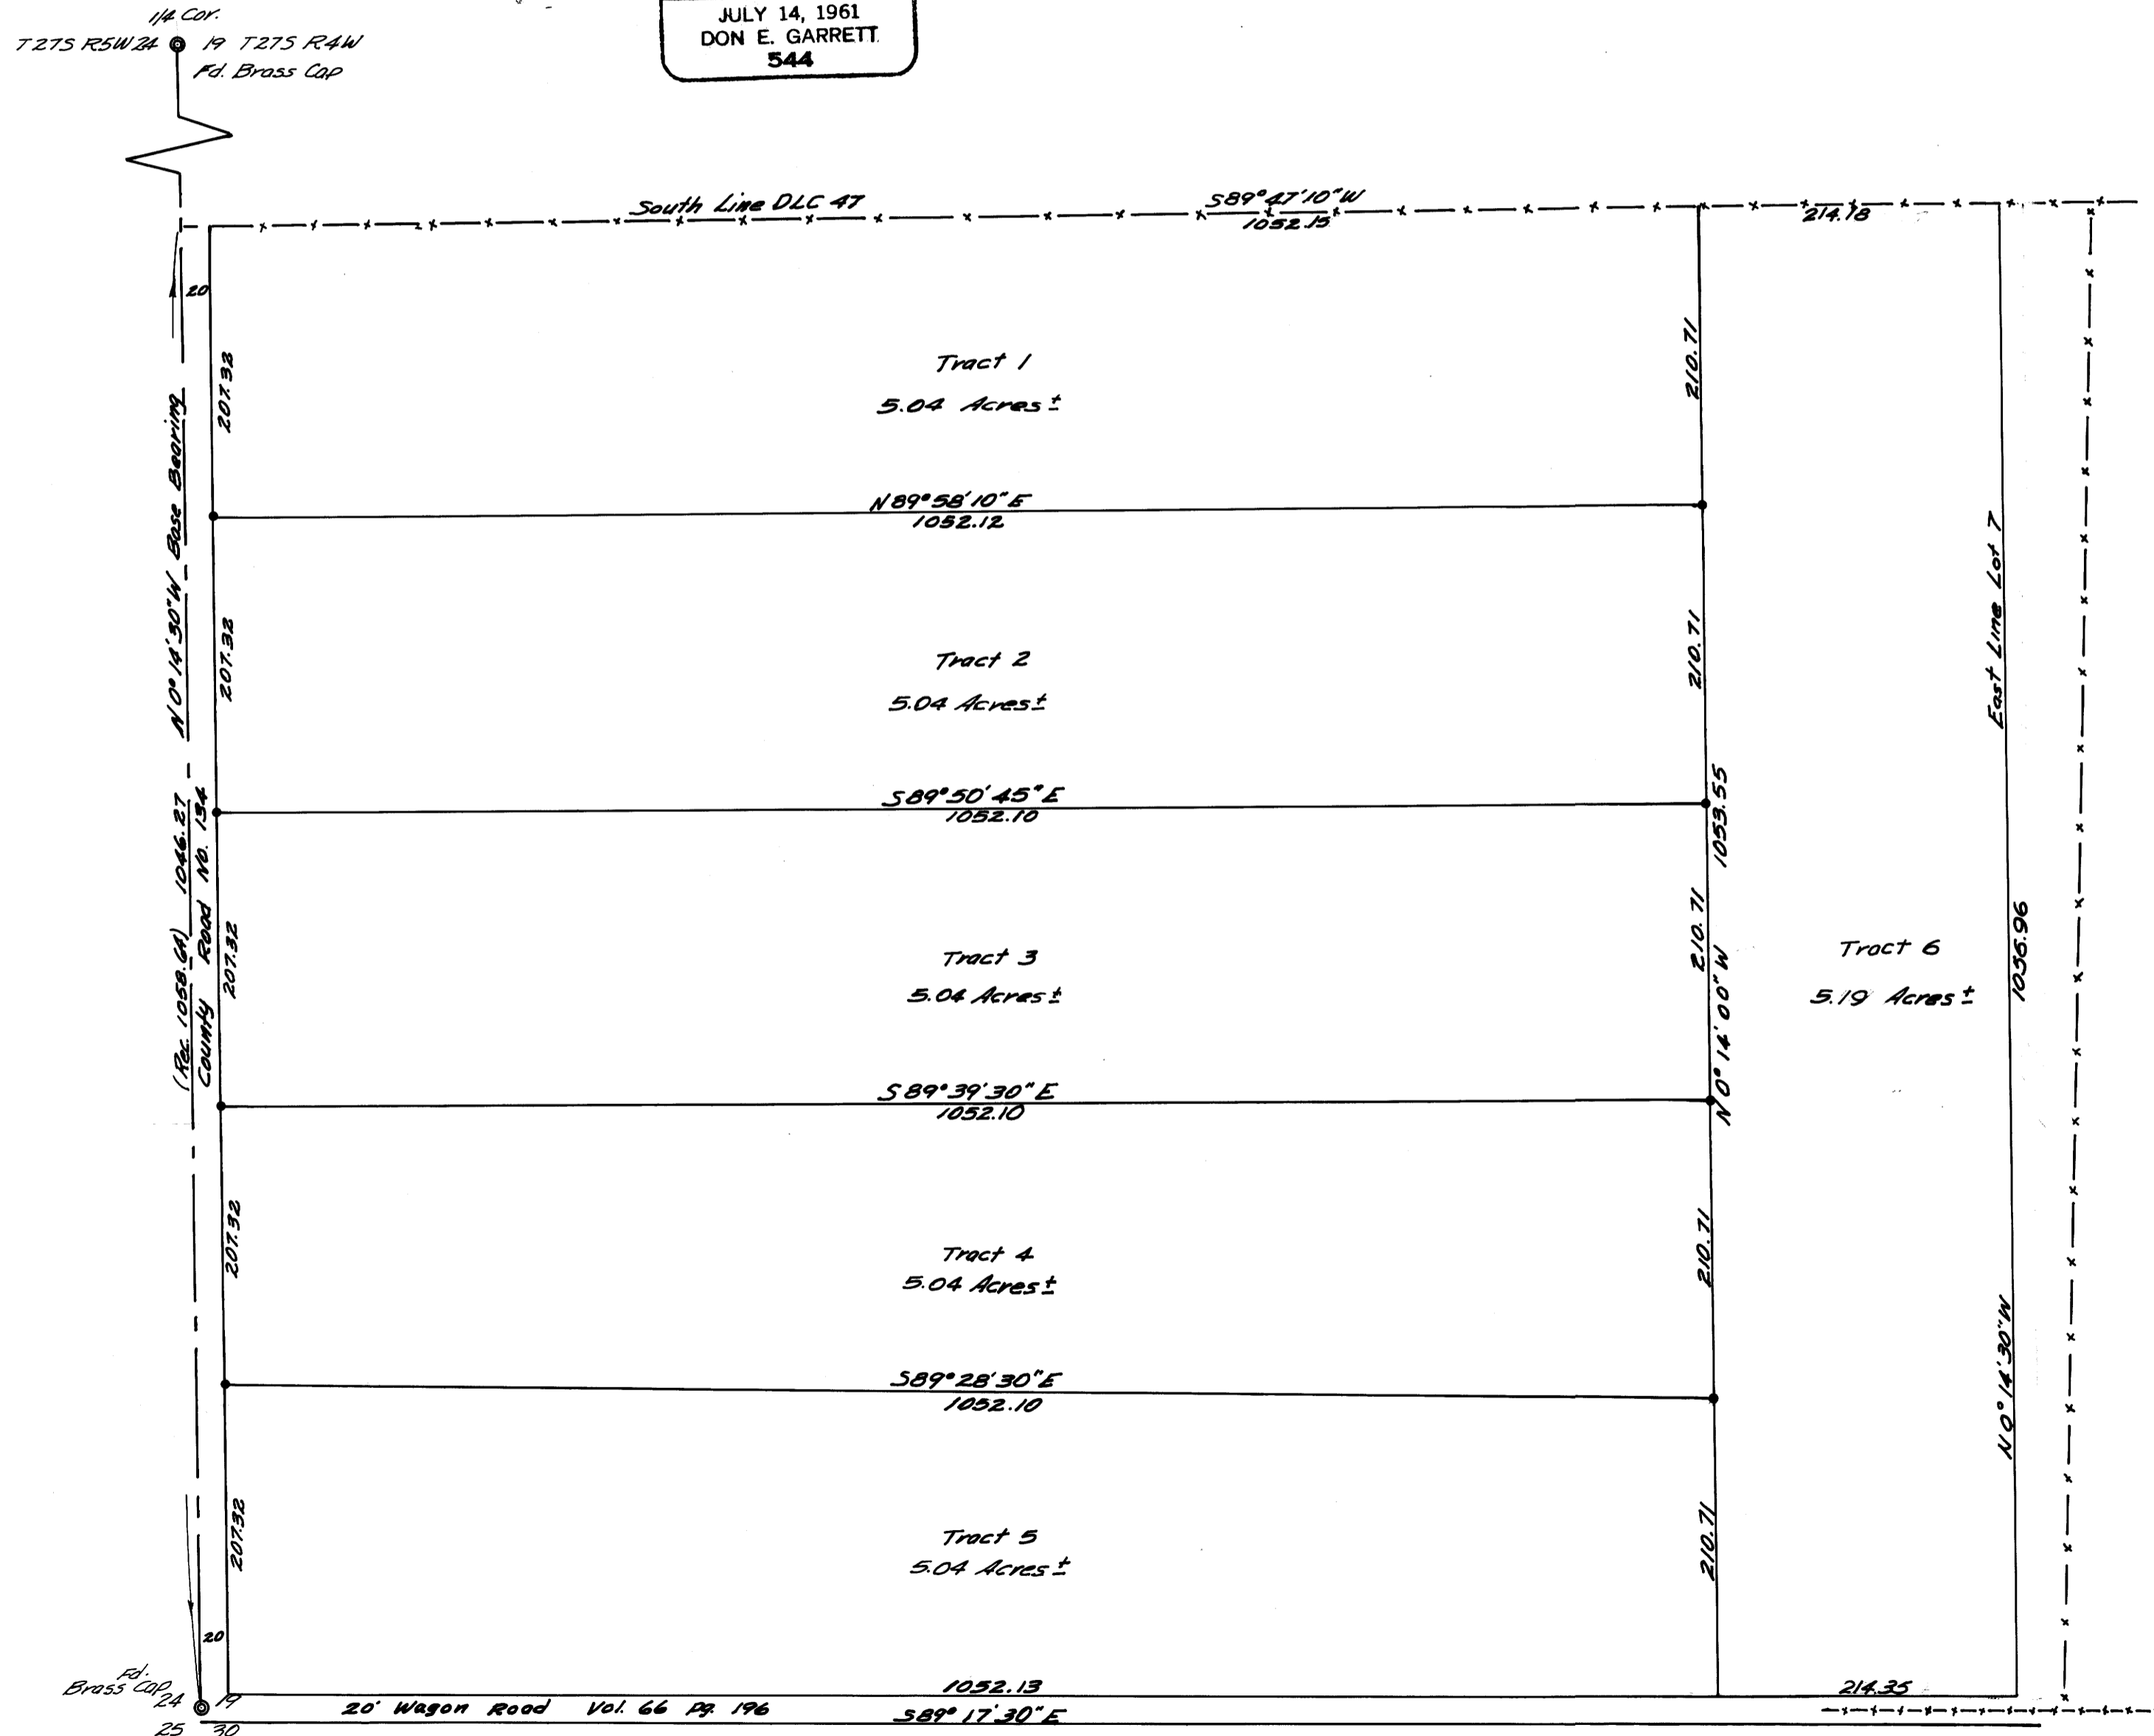 1/4 Cor.
T27S R5W 24 19 T27S R4W
Fd. Brass Cap
JULY 14, 1961
DON E. GARRETT
544
South Line DLC 47
S89°47'10"W
1052.15
214.18
20
207.32
Tract 1
5.04 Acres ±
210.71
N 0°14'30"W Base Bearing
N89°58'10"E
1052.12
East Line Lot 7
207.32
Tract 2
5.04 Acres ±
210.71
S89°50'45"E
1052.10
1053.55
(Rec. 1058.64) 1046.27
County Road No. 134
207.32
Tract 3
5.04 Acres ±
210.71
N 0°14'00"W
Tract 6
5.19 Acres ±
1056.96
S89°39'30"E
1052.10
207.32
Tract 4
5.04 Acres ±
210.71
N 0°14'30"W
S89°28'30"E
1052.10
207.32
Tract 5
5.04 Acres ±
210.71
20
Fd.
Brass Cap
24 19
25 30
1052.13
214.35
20' Wagon Road Vol. 66 Pg. 196
S89°17'30"E